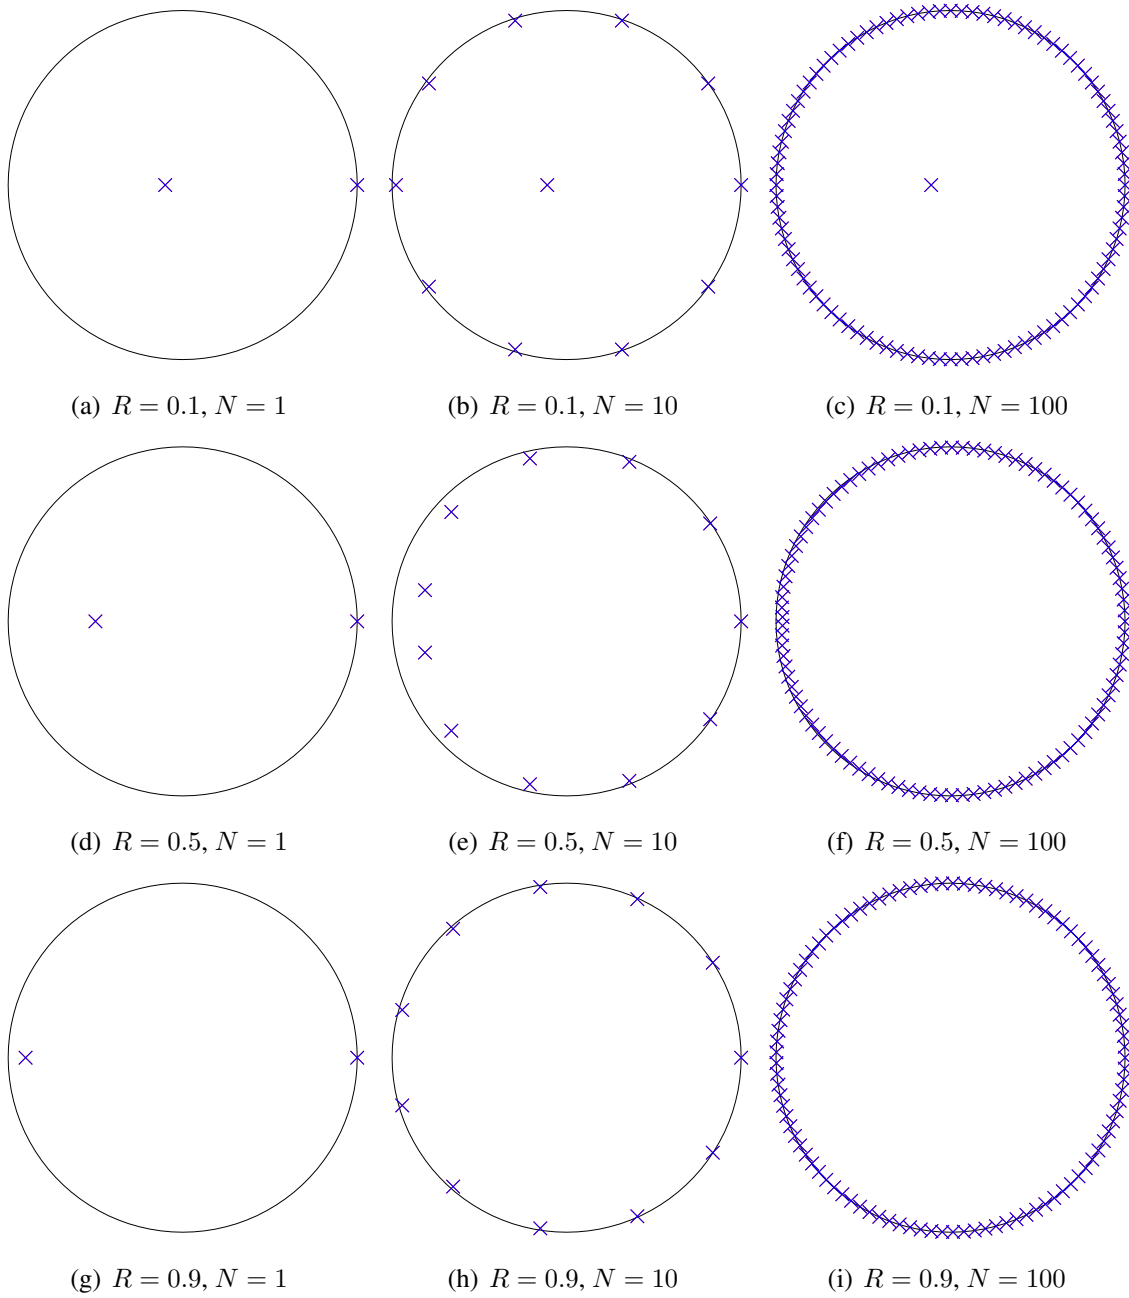 (a) R = 0.1, N = 1
(b) R = 0.1, N = 10
(c) R = 0.1, N = 100
(d) R = 0.5, N = 1
(e) R = 0.5, N = 10
(f) R = 0.5, N = 100
(g) R = 0.9, N = 1
(h) R = 0.9, N = 10
(i) R = 0.9, N = 100